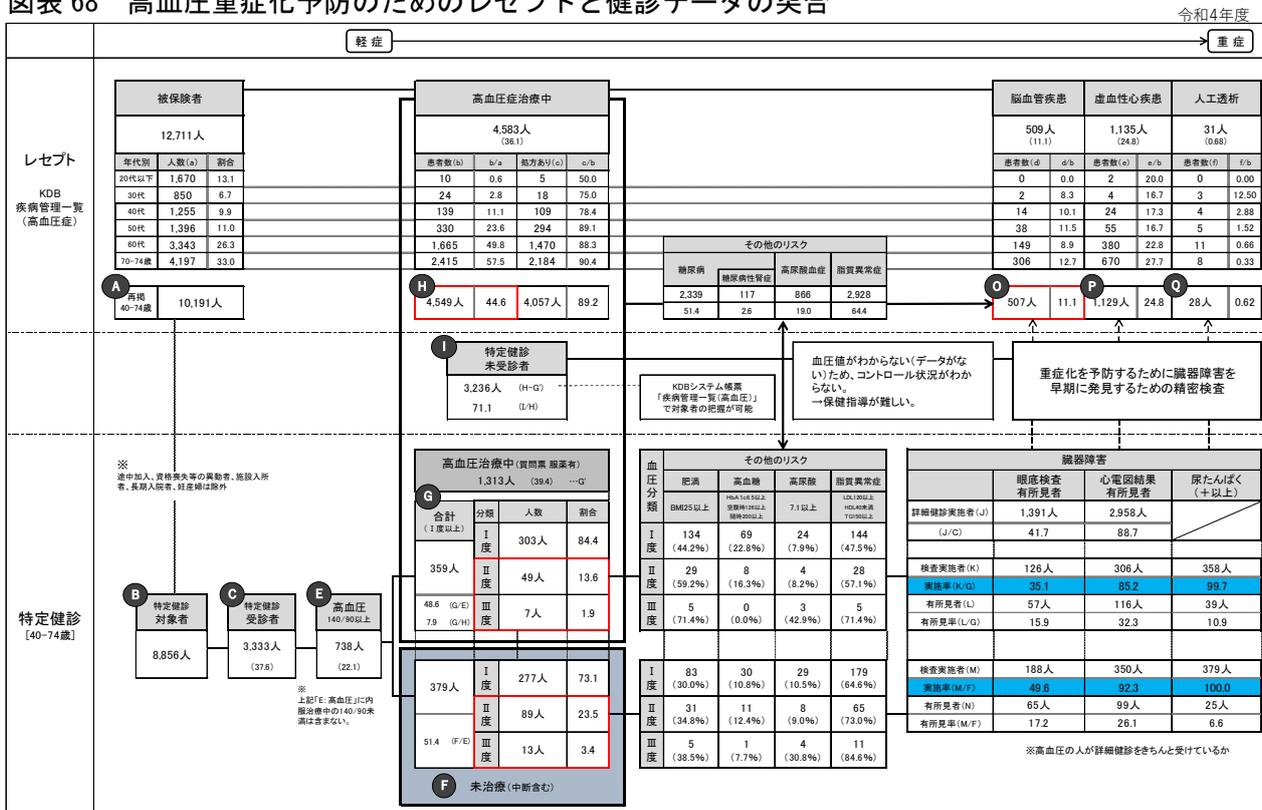 図表 68 高血圧重症化予防のためのレセプトと健診データの突合
令和4年度
軽症
重症
レセプト
KDB
疾病管理一覧
（高血圧症）
被保険者
12,711人
年代別 人数(a) 割合
20代以下 1,670 13.1
30代 850 6.7
40代 1,255 9.9
50代 1,396 11.0
60代 3,343 26.3
70-74歳 4,197 33.0
A
再掲
40-74歳
10,191人
高血圧症治療中
4,583人
(36.1)
患者数(b) b/a 処方あり(c) c/b
10 0.6 5 50.0
24 2.8 18 75.0
139 11.1 109 78.4
330 23.6 294 89.1
1,665 49.8 1,470 88.3
2,415 57.5 2,184 90.4
H
4,549人 44.6 4,057人 89.2
その他のリスク
糖尿病 糖尿病性腎症 高尿酸血症 脂質異常症
2,339 117 866 2,928
51.4 2.6 19.0 64.4
脳血管疾患 虚血性心疾患 人工透析
509人 1,135人 31人
(11.1) (24.8) (0.68)
患者数(d) d/b 患者数(e) e/b 患者数(f) f/b
0 0.0 2 20.0 0 0.00
2 8.3 4 16.7 3 12.50
14 10.1 24 17.3 4 2.88
38 11.5 55 16.7 5 1.52
149 8.9 380 22.8 11 0.66
306 12.7 670 27.7 8 0.33
O P Q
507人 11.1 1,129人 24.8 28人 0.62
I
特定健診
未受診者
3,236人 (H-G')
71.1 (I/H)
KDBシステム帳票
「疾病管理一覧(高血圧)」
で対象者の把握が可能
血圧値がわからない（データがな
い）ため、コントロール状況がわか
らない。
→保健指導が難しい。
重症化を予防するために臓器障害を
早期に発見するための精密検査
特定健診
[40-74歳]
※
途中加入、資格喪失等の異動者、施設入所
者、長期入院者、妊産婦は除外
B
特定健診
対象者
8,856人
C
特定健診
受診者
3,333人
(37.6)
E
高血圧
140/90以上
738人
(22.1)
※
上記「E：高血圧」に内
服治療中の140/90未
満は含まない。
高血圧治療中（質問票 服薬有）
1,313人 (39.4) …G'
G
合計
（Ⅰ度以上）
分類 人数 割合
359人
48.6 (G/E)
7.9 (G/H)
Ⅰ度 303人 84.4
Ⅱ度 49人 13.6
Ⅲ度 7人 1.9
379人
51.4 (F/E)
Ⅰ度 277人 73.1
Ⅱ度 89人 23.5
Ⅲ度 13人 3.4
F 未治療（中断含む）
血圧分類
その他のリスク
肥満 高血糖 高尿酸 脂質異常症
BMI25以上
HbA1c6.5以上
空腹時126以上
随時200以上
7.1以上
LDL120以上
HDL40未満
TG150以上
Ⅰ度 134 69 24 144
(44.2%) (22.8%) (7.9%) (47.5%)
Ⅱ度 29 8 4 28
(59.2%) (16.3%) (8.2%) (57.1%)
Ⅲ度 5 0 3 5
(71.4%) (0.0%) (42.9%) (71.4%)
Ⅰ度 83 30 29 179
(30.0%) (10.8%) (10.5%) (64.6%)
Ⅱ度 31 11 8 65
(34.8%) (12.4%) (9.0%) (73.0%)
Ⅲ度 5 1 4 11
(38.5%) (7.7%) (30.8%) (84.6%)
臓器障害
眼底検査 心電図結果 尿たんぱく
有所見者 有所見者 （＋以上）
詳細健診実施者(J) 1,391人 2,958人
(J/C) 41.7 88.7
検査実施者(K) 126人 306人 358人
実施率(K/G) 35.1 85.2 99.7
有所見者(L) 57人 116人 39人
有所見率(L/G) 15.9 32.3 10.9
検査実施者(M) 188人 350人 379人
実施率(M/F) 49.6 92.3 100.0
有所見者(N) 65人 99人 25人
有所見率(M/F) 17.2 26.1 6.6
※高血圧の人が詳細健診をきちんと受けているか